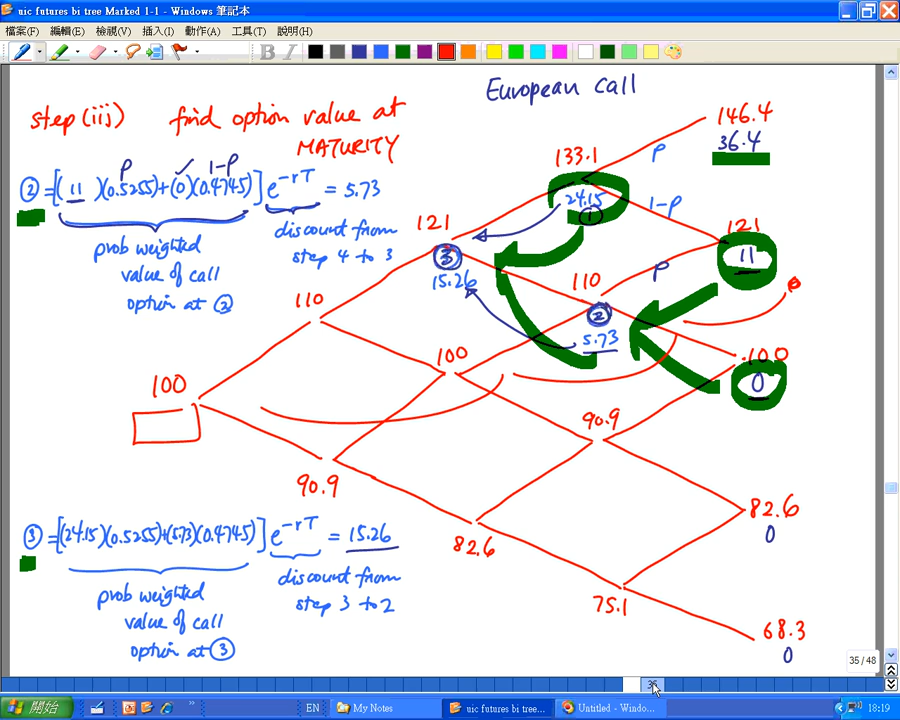 uic futures bi tree Marked 1-1 - Windows 筆記本
檔案(F) 編輯(E) 檢視(V) 插入(I) 動作(A) 工具(T) 說明(H)
B I
European Call
step(iii) find option value at
MATURITY
146.4
36.4
p
133.1
24.15
1
1-p
p 1-p
② =[( 11 )(0.5255)+(0)(0.4745)] e^-rT = 5.73
prob weighted
value of call
option at ②
discount from
step 4 to 3
121
③
15.26
121
11
p
110
②
5.73
110
100
0
100
100
90.9
90.9
82.6
0
82.6
75.1
68.3
0
③ =[(24.15)(0.5255)+(5.73)(0.4745)] e^-rT = 15.26
prob weighted
value of call
option at ③
discount from
step 3 to 2
35 / 48
36
開始
EN
My Notes
uic futures bi tree...
Untitled - Window...
18:19